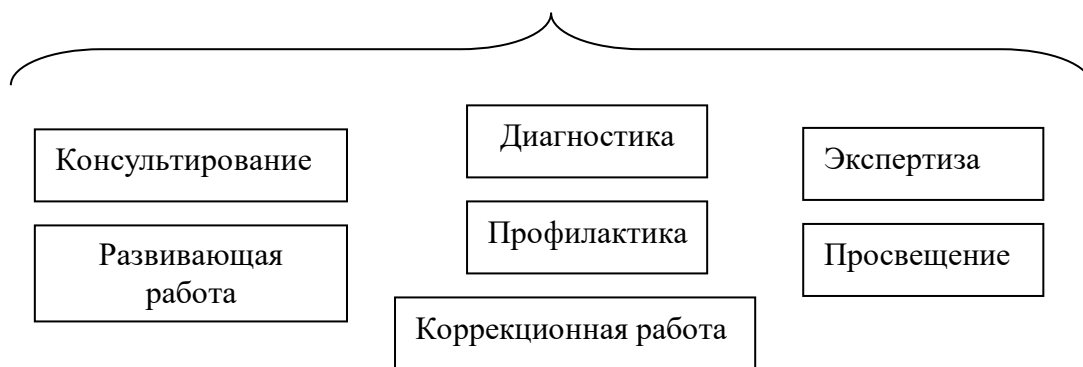 Консультирование
Диагностика
Экспертиза
Развивающая
работа
Профилактика
Просвещение
Коррекционная работа